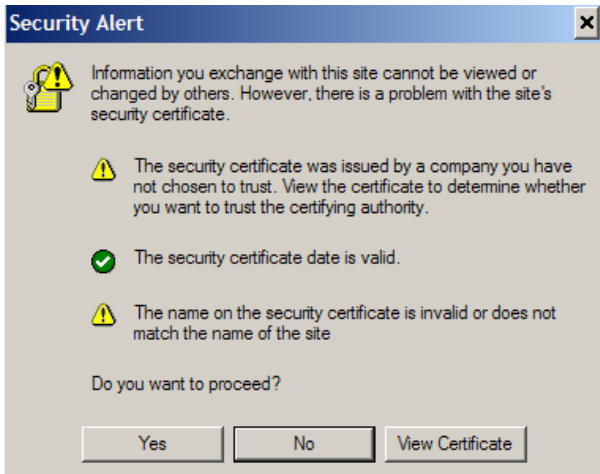 Security Alert
Information you exchange with this site cannot be viewed or
changed by others. However, there is a problem with the site's
security certificate.
The security certificate was issued by a company you have
not chosen to trust. View the certificate to determine whether
you want to trust the certifying authority.
The security certificate date is valid.
The name on the security certificate is invalid or does not
match the name of the site
Do you want to proceed?
Yes
No
View Certificate